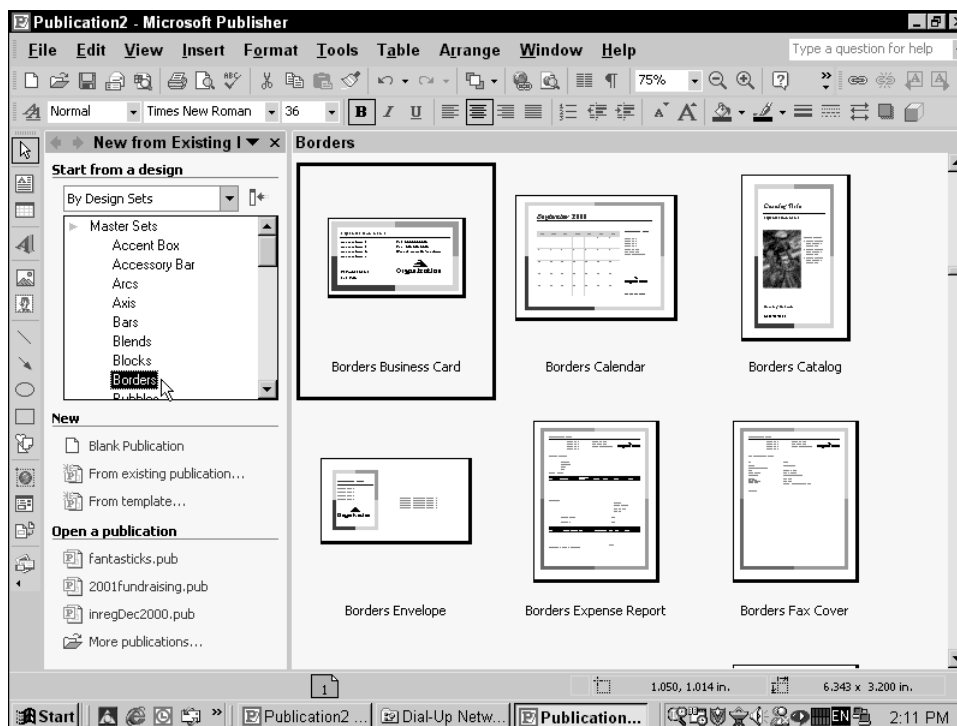 Publication2 - Microsoft Publisher
File Edit View Insert Format Tools Table Arrange Window Help
Type a question for help
75%
Normal Times New Roman 36 B I U
New from Existing I
Borders
Start from a design
By Design Sets
Master Sets
Accent Box
Accessory Bar
Arcs
Axis
Bars
Blends
Blocks
Borders
Bubbles
New
Blank Publication
From existing publication...
From template...
Open a publication
fantasticks.pub
2001fundraising.pub
inregDec2000.pub
More publications...
Organization
Borders Business Card
September 2000
Borders Calendar
Catalog Title
Borders Catalog
Borders Envelope
Borders Expense Report
Borders Fax Cover
1
1.050, 1.014 in.
6.343 x 3.200 in.
Start
Publication2 ...
Dial-Up Netw...
Publication...
EN
2:11 PM